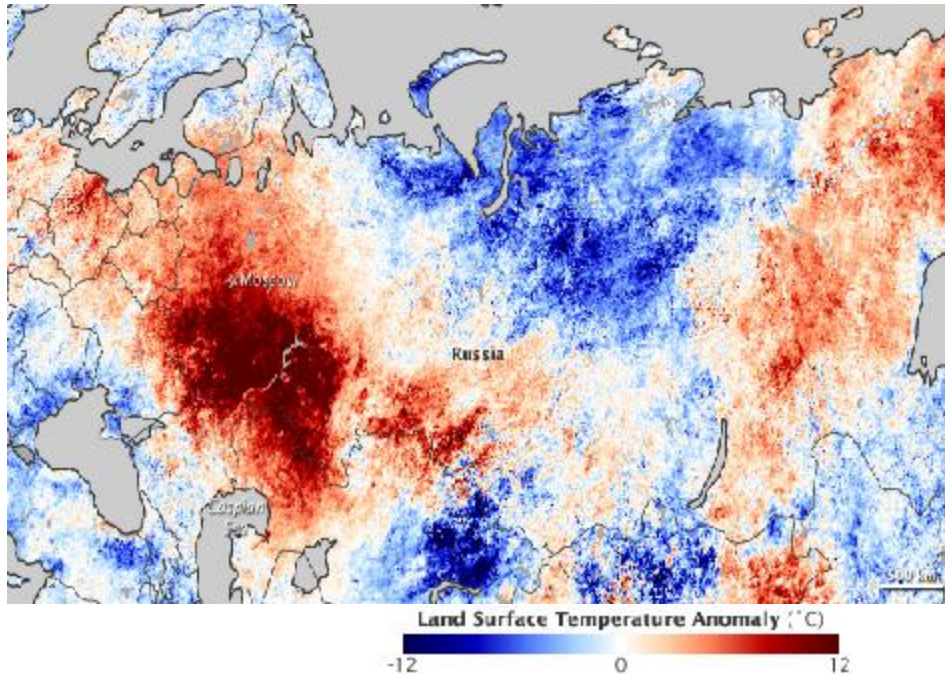 Moscow
Russia
Caspian
Sea
500 km
Land Surface Temperature Anomaly (°C)
-12 0 12